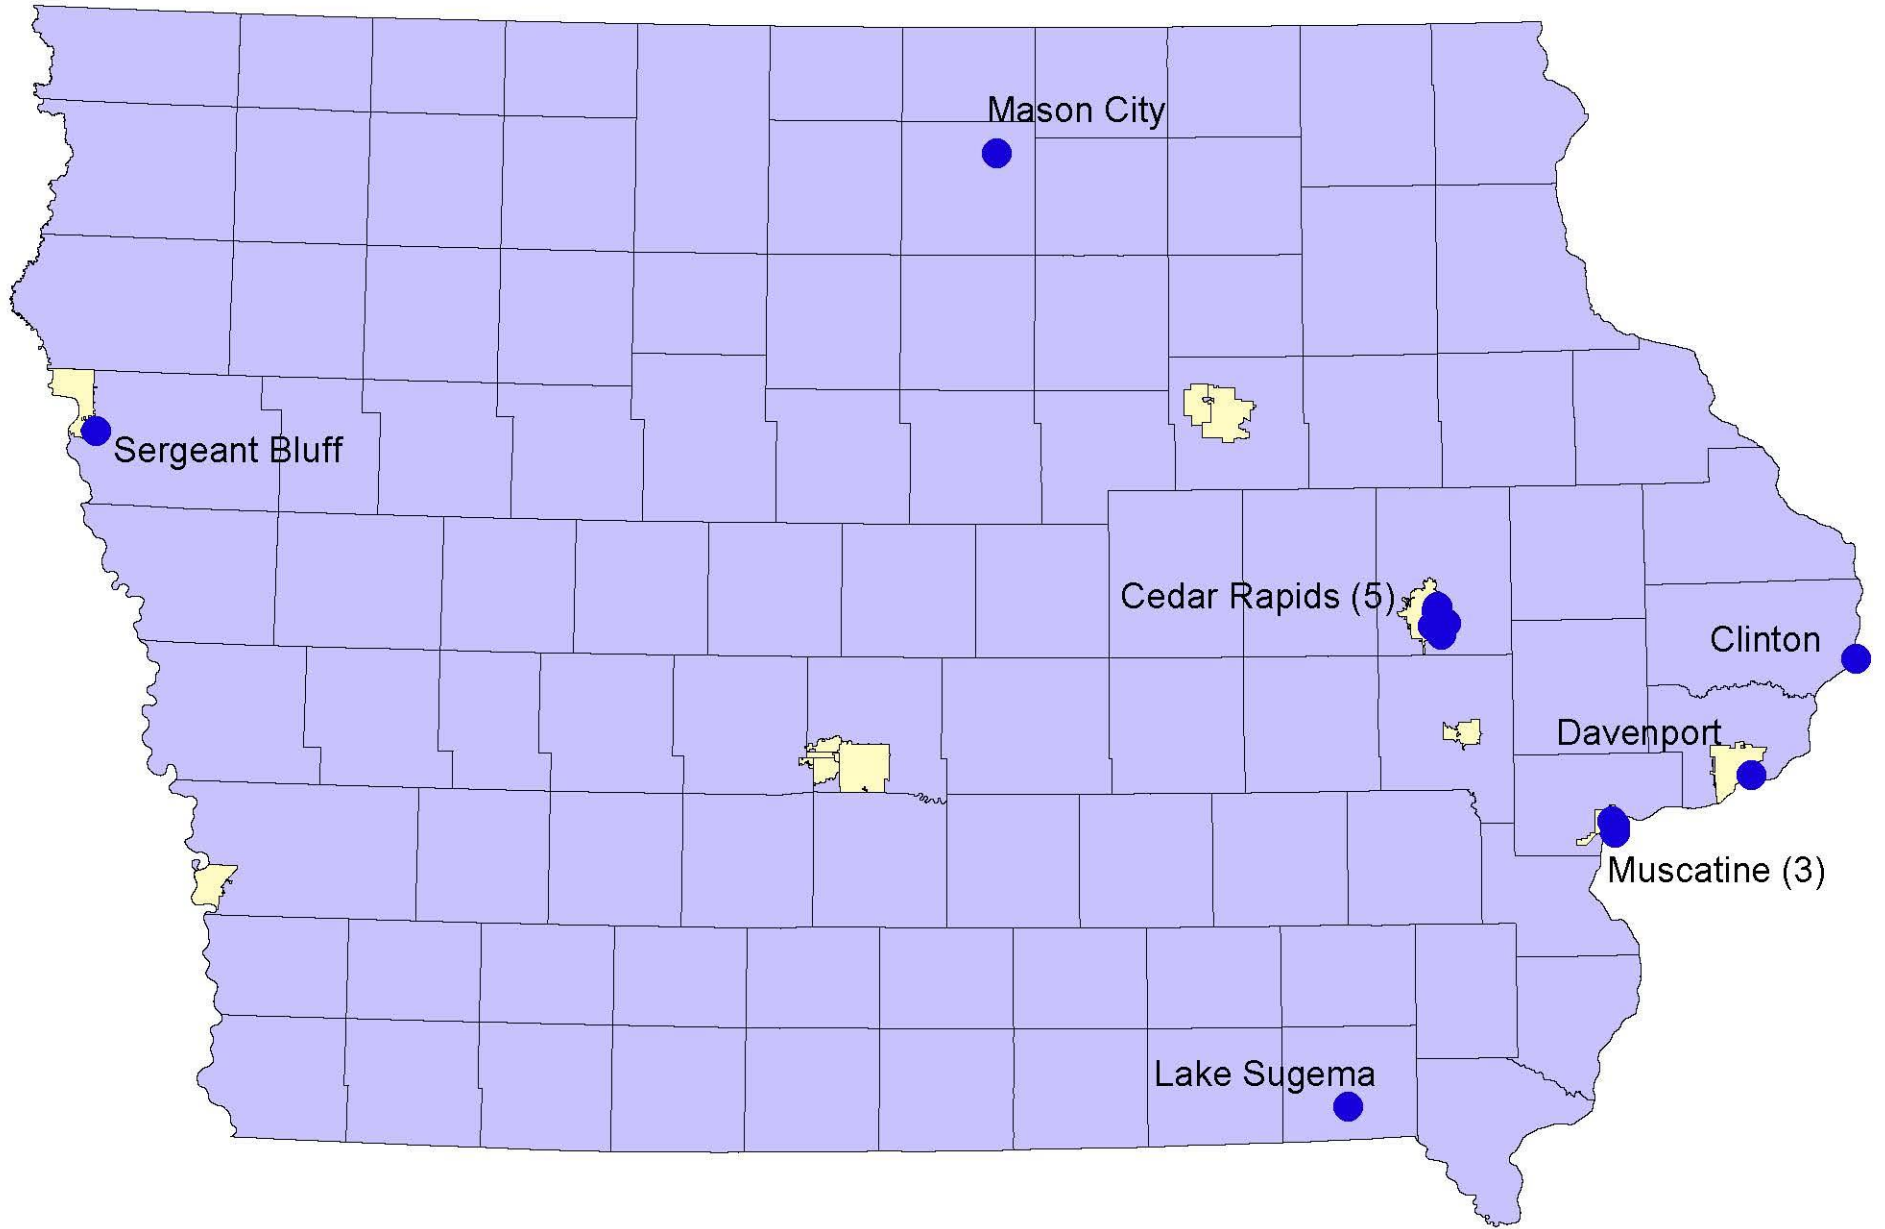 Mason City
Sergeant Bluff
Cedar Rapids (5)
Clinton
Davenport
Muscatine (3)
Lake Sugema